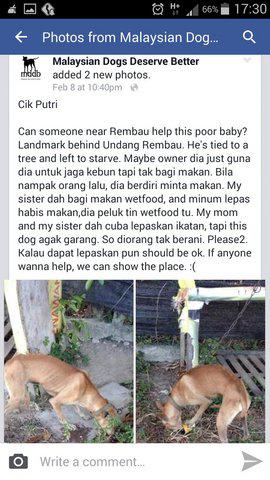 H+ 66% 17:30
Photos from Malaysian Dog...
Malaysian Dogs Deserve Better
added 2 new photos.
mddb
Feb 8 at 10:40pm
Cik Putri
Can someone near Rembau help this poor baby?
Landmark behind Undang Rembau. He's tied to a
tree and left to starve. Maybe owner dia just guna
dia untuk jaga kebun tapi tak bagi makan. Bila
nampak orang lalu, dia berdiri minta makan. My
sister dah bagi makan wetfood, and minum lepas
habis makan,dia peluk tin wetfood tu. My mom
and my sister dah cuba lepaskan ikatan, tapi this
dog agak garang. So diorang tak berani. Please2.
Kalau dapat lepaskan pun should be ok. If anyone
wanna help, we can show the place. :(
Write a comment...